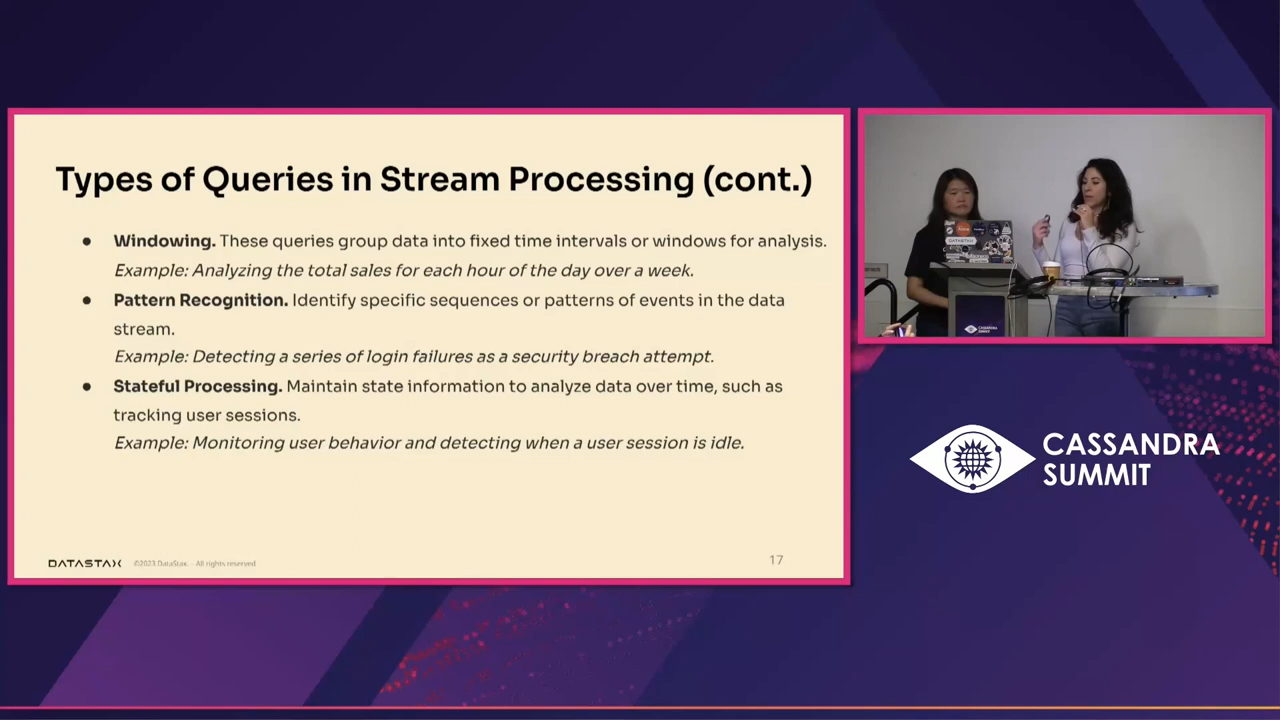 Types of Queries in Stream Processing (cont.)
● Windowing. These queries group data into fixed time intervals or windows for analysis.
Example: Analyzing the total sales for each hour of the day over a week.
● Pattern Recognition. Identify specific sequences or patterns of events in the data
stream.
Example: Detecting a series of login failures as a security breach attempt.
● Stateful Processing. Maintain state information to analyze data over time, such as
tracking user sessions.
Example: Monitoring user behavior and detecting when a user session is idle.
DATASTAX ©2023 DataStax. – All rights reserved
17
DATASTAX
CASSANDRA
SUMMIT
CASSANDRA
SUMMIT